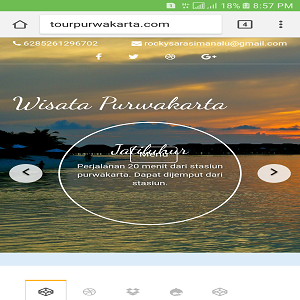 18% 8:57 PM
tourpurwakarta.com
4
6285261296702 rockysarasimanalu@gmail.com
Wisata Purwakarta
Jatiluhur
Perjalanan 20 menit dari stasiun
purwakarta. Dapat dijemput dari
stasiun.